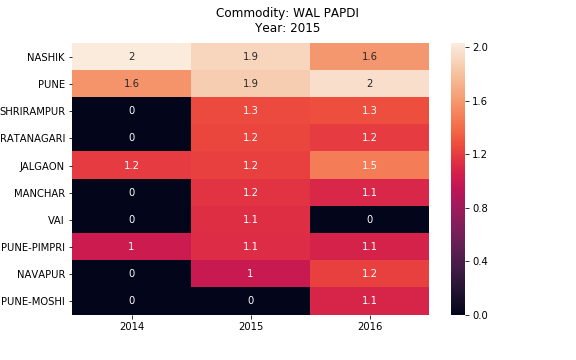 Commodity: WAL PAPDI
Year: 2015
NASHIK 2 1.9 1.6
PUNE 1.6 1.9 2
SHRIRAMPUR 0 1.3 1.3
RATANAGARI 0 1.2 1.2
JALGAON 1.2 1.2 1.5
MANCHAR 0 1.2 1.1
VAI 0 1.1 0
PUNE-PIMPRI 1 1.1 1.1
NAVAPUR 0 1 1.2
PUNE-MOSHI 0 0 1.1
2014 2015 2016
2.0
1.6
1.2
0.8
0.4
0.0